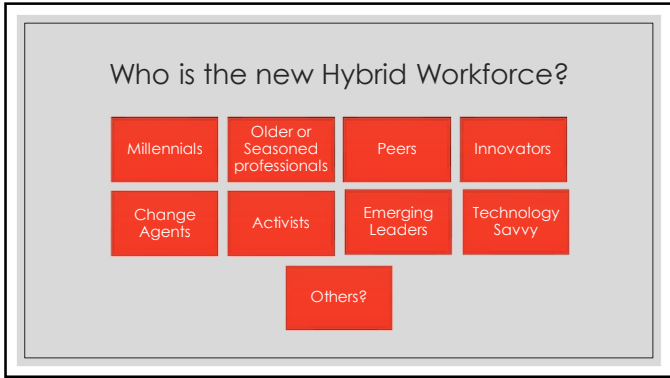 Who is the new Hybrid Workforce?
Millennials
Older or
Seasoned
professionals
Peers
Innovators
Change
Agents
Activists
Emerging
Leaders
Technology
Savvy
Others?